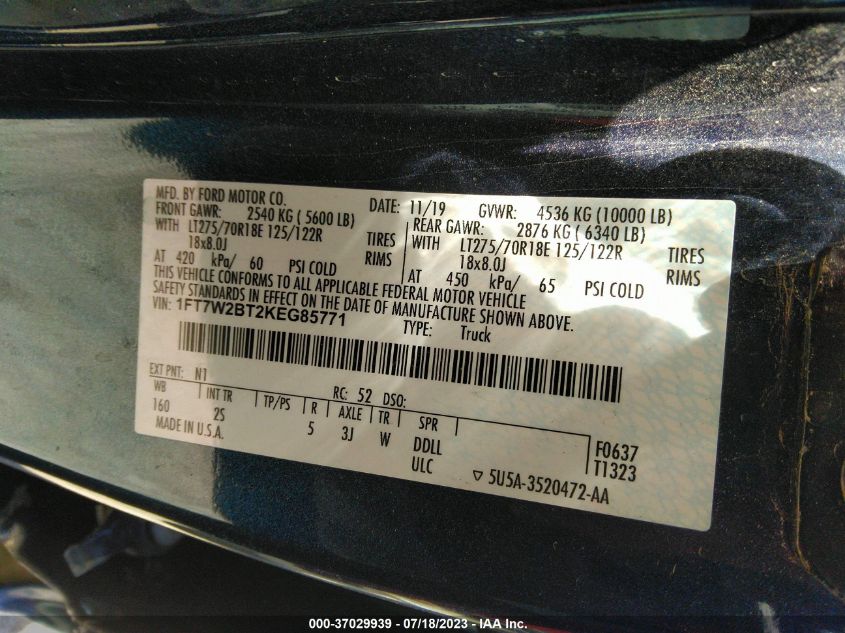 MFD. BY FORD MOTOR CO.
DATE: 11/19 GVWR: 4536 KG (10000 LB)
FRONT GAWR: 2540 KG ( 5600 LB)
REAR GAWR: 2876 KG ( 6340 LB)
WITH LT275/70R18E 125/122R TIRES
WITH LT275/70R18E 125/122R TIRES
18x8.0J RIMS
18x8.0J RIMS
AT 420 kPa/ 60 PSI COLD
AT 450 kPa/ 65 PSI COLD
THIS VEHICLE CONFORMS TO ALL APPLICABLE FEDERAL MOTOR VEHICLE
SAFETY STANDARDS IN EFFECT ON THE DATE OF MANUFACTURE SHOWN ABOVE.
VIN: 1FT7W2BT2KEG85771
TYPE: Truck
EXT PNT: N1 RC: 52 DSO:
WB INT TR TP/PS R AXLE TR SPR
160 2S 5 3J W DDLL F0637
MADE IN U.S.A. ULC T1323
▽ 5U5A-3520472-AA
000-37029939 - 07/18/2023 - IAA Inc.